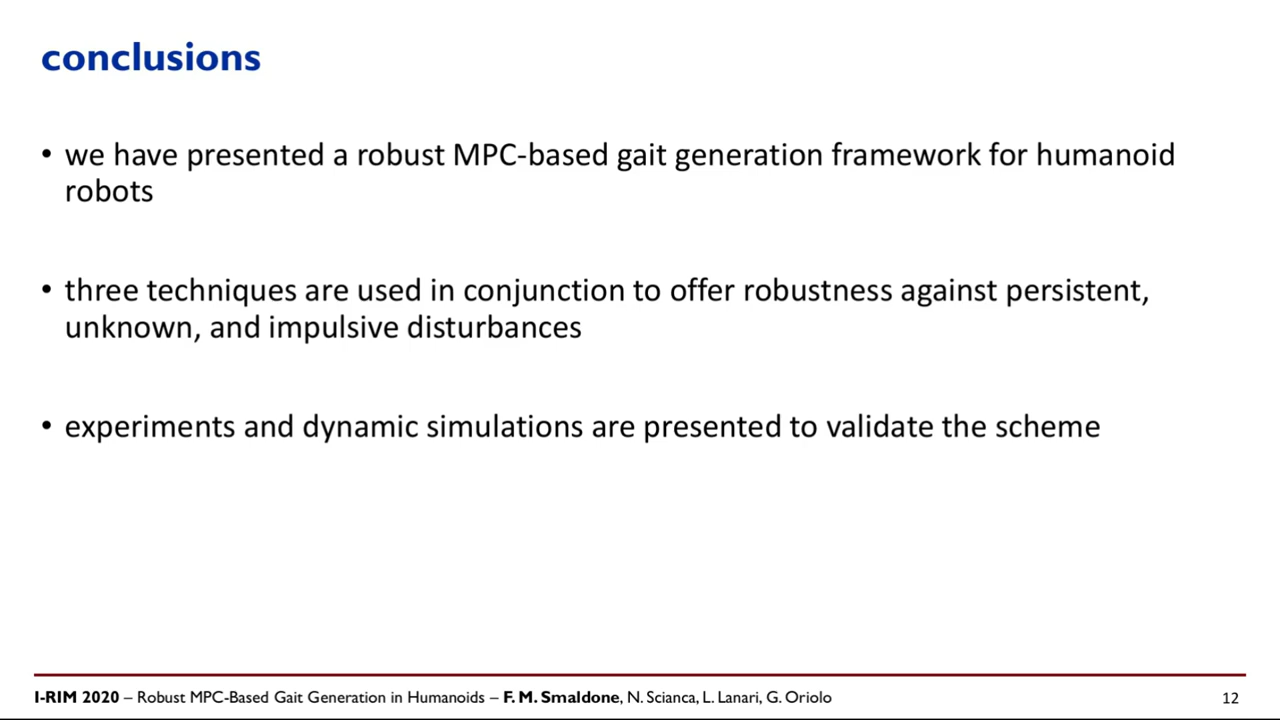 conclusions
• we have presented a robust MPC-based gait generation framework for humanoid
robots
• three techniques are used in conjunction to offer robustness against persistent,
unknown, and impulsive disturbances
• experiments and dynamic simulations are presented to validate the scheme
I-RIM 2020 – Robust MPC-Based Gait Generation in Humanoids – F. M. Smaldone, N. Scianca, L. Lanari, G. Oriolo
12